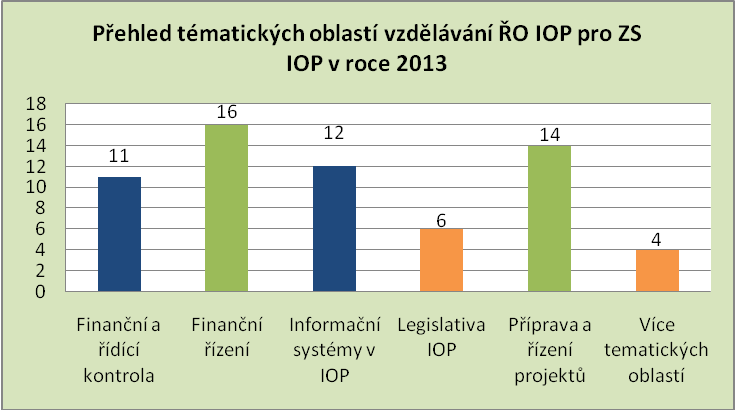 Přehled tématických oblastí vzdělávání ŘO IOP pro ZS
IOP v roce 2013
18
16
14
12
10
8
6
4
2
0
11
16
12
6
14
4
Finanční a
řídící
kontrola
Finanční
řízení
Informační
systémy v
IOP
Legislativa
IOP
Příprava a
řízení
projektů
Více
tematických
oblastí